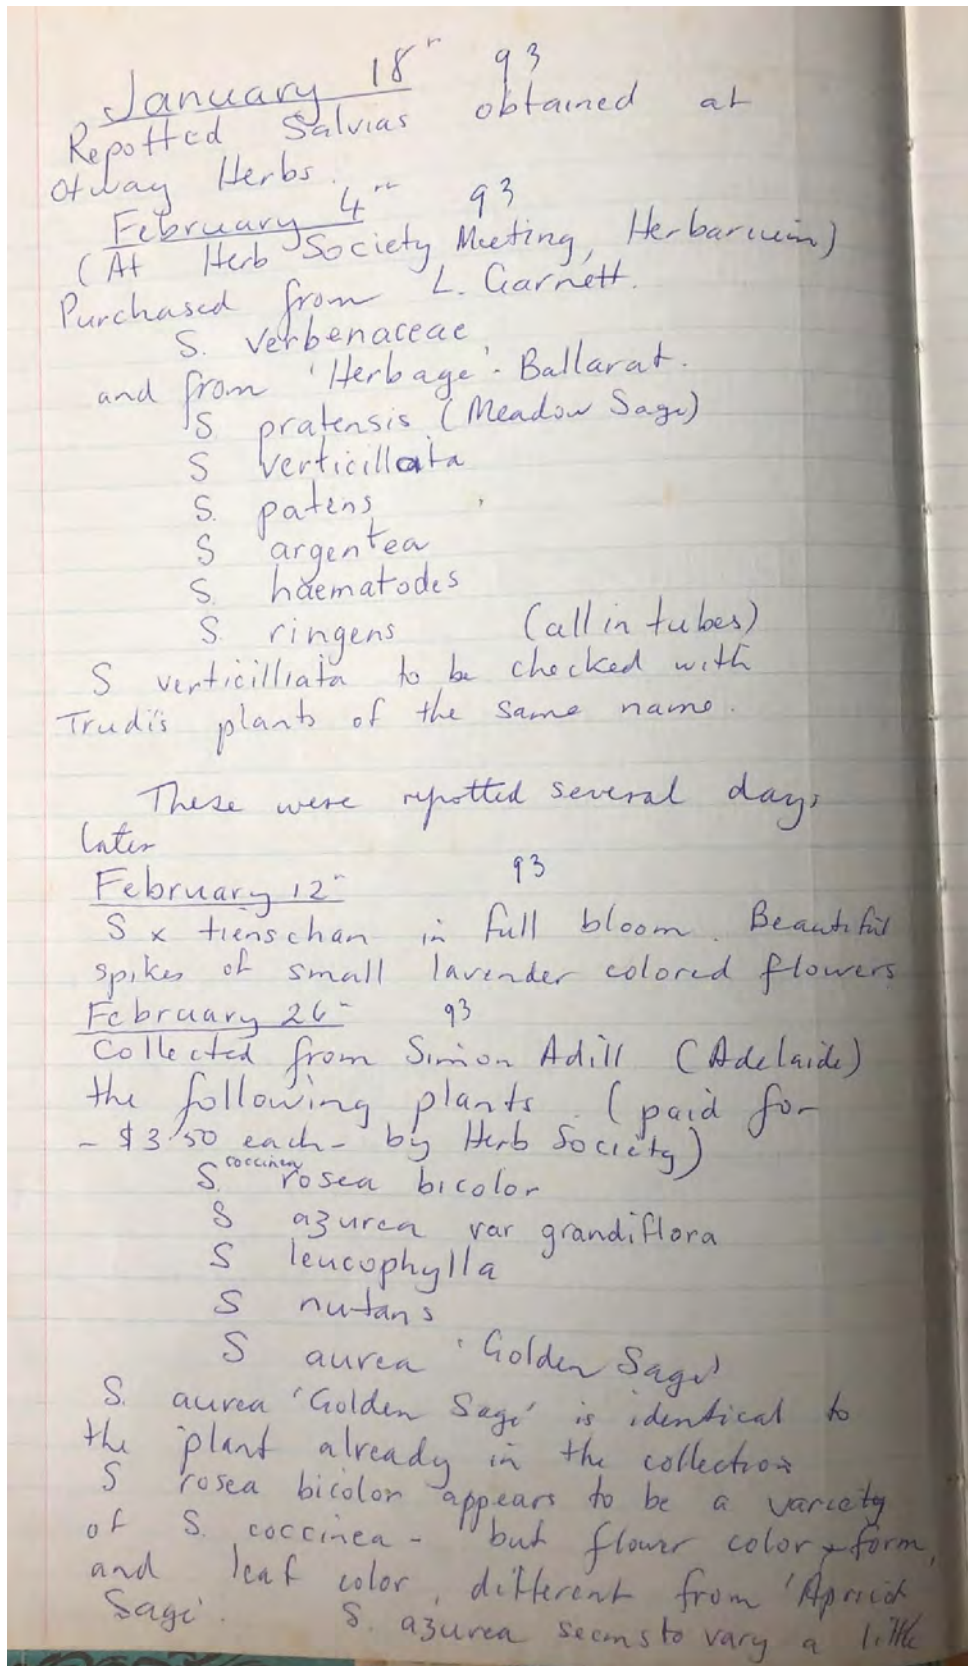 January 18th 93
Repotted Salvias obtained at
Otway Herbs.
February 4th 93
(At Herb Society Meeting, Herbarium)
Purchased from L. Garnett.
S. verbenaceae
and from 'Herbage' - Ballarat.
S pratensis (Meadow Sage)
S verticillata
S. patens
S argentea
S. haematodes
S. ringens (all in tubes)
S verticilliata to be checked with
Trudi's plants of the same name.
These were repotted several days
later
February 12th 93
S x tienschan in full bloom. Beautiful
spikes of small lavender colored flowers
February 26th 93
Collected from Simon Adill (Adelaide)
the following plants. (paid for
- $3.50 each - by Herb Society)
S. coccinea rosea bicolor
S azurea var grandiflora
S leucophylla
S nutans
S aurea 'Golden Sage'
S. aurea 'Golden Sage' is identical to
the plant already in the collection
S rosea bicolor appears to be a variety
of S. coccinea - but flower color & form,
and leaf color, different from 'Apricot
Sage'. S. azurea seems to vary a little